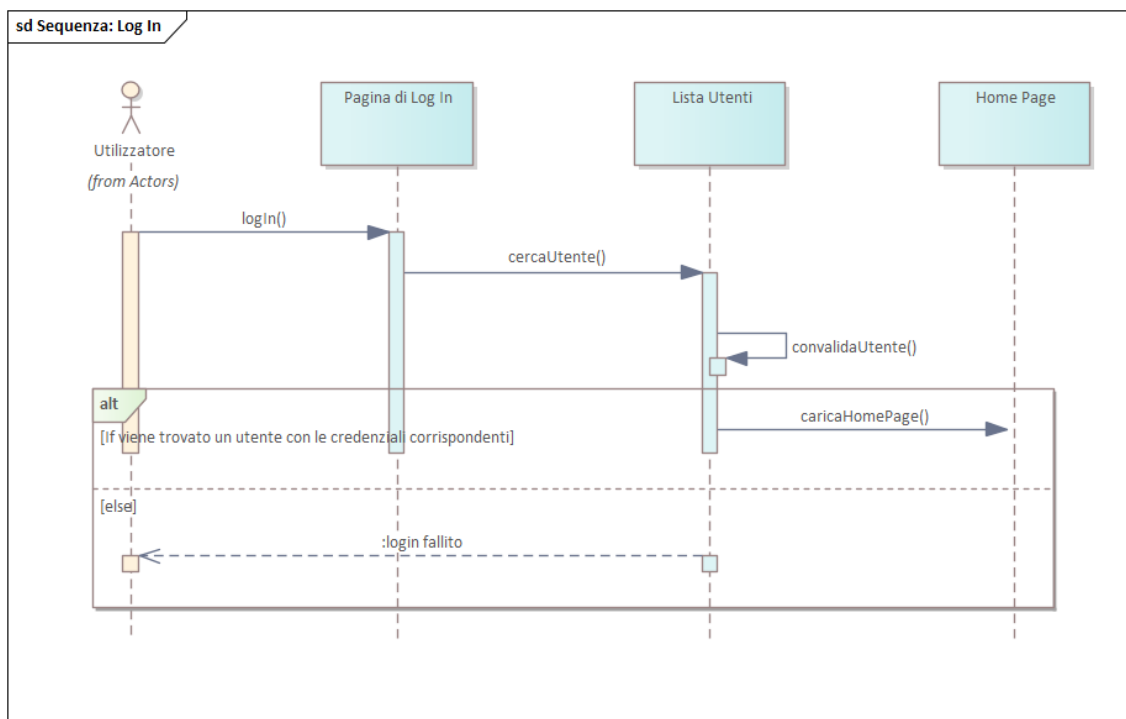 sd Sequenza: Log In
Utilizzatore
(from Actors)
Pagina di Log In
Lista Utenti
Home Page
logIn()
cercaUtente()
convalidaUtente()
alt
caricaHomePage()
[If viene trovato un utente con le credenziali corrispondenti]
[else]
:login fallito